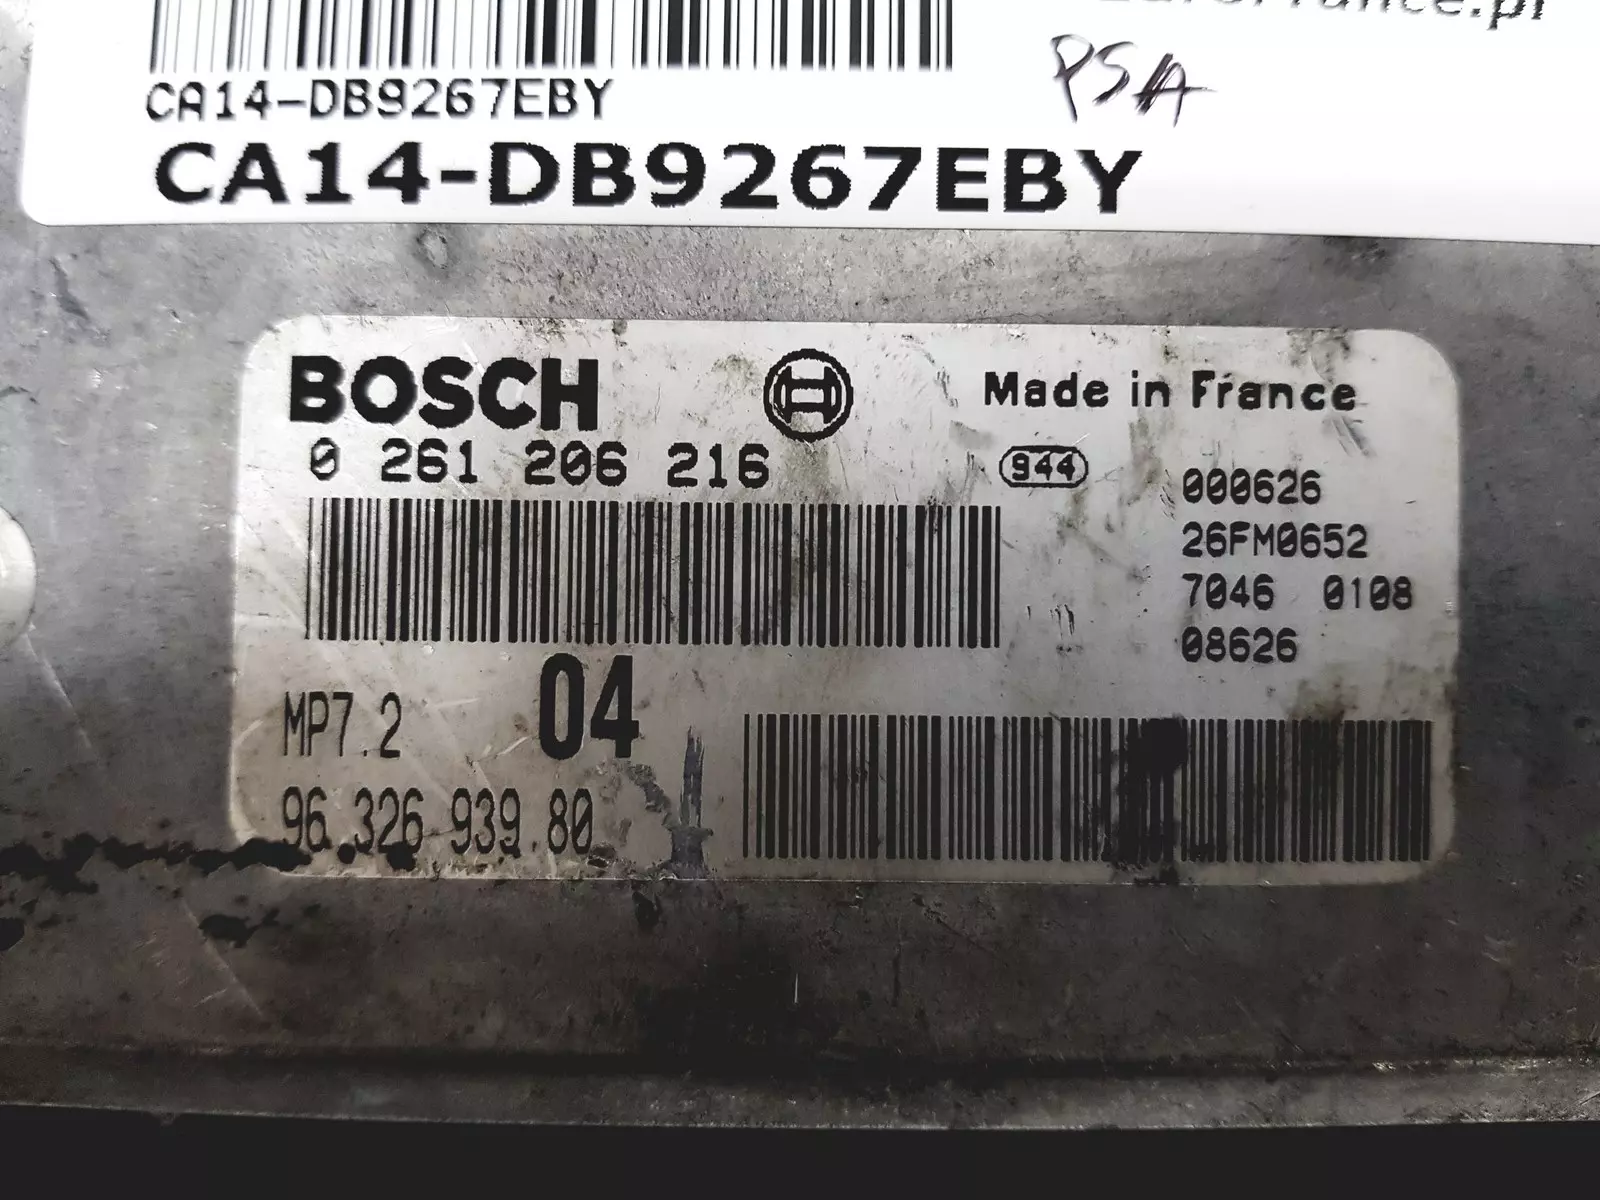 PSA
CA14-DB9267EBY
CA14-DB9267EBY
BOSCH
Made in France
0 261 206 216
944
000626
26FM0652
7046 0108
08626
MP7.2
04
96.326.939.80